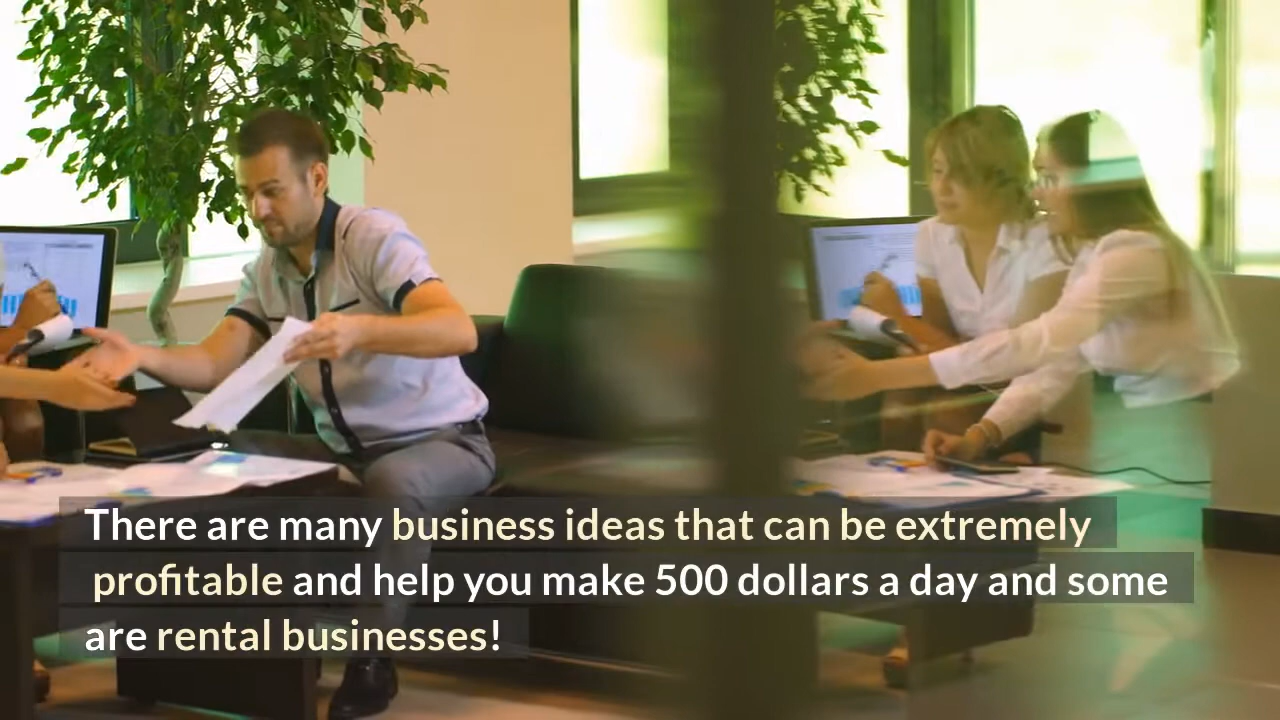 There are many business ideas that can be extremely
profitable and help you make 500 dollars a day and some
are rental businesses!